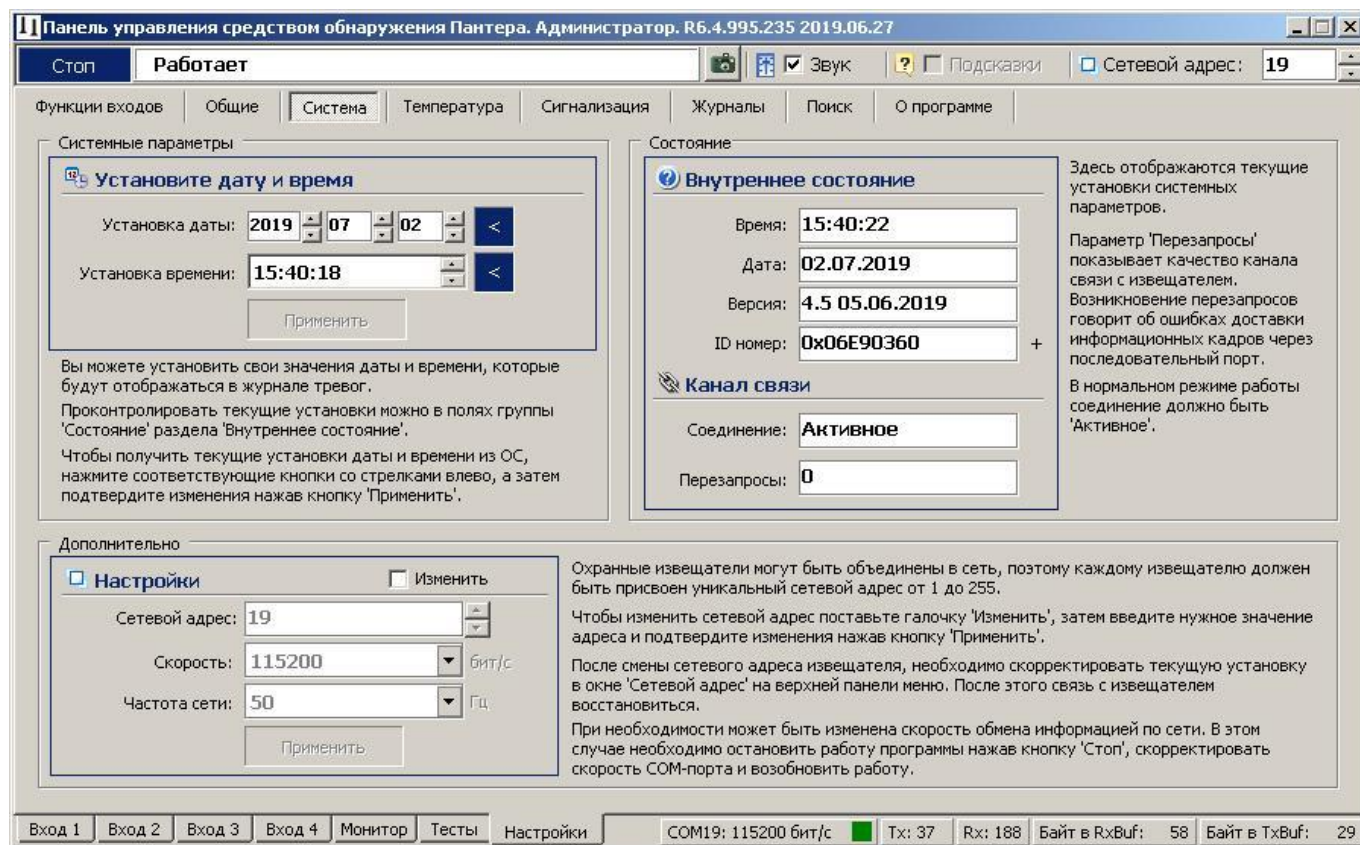 Панель управления средством обнаружения Пантера. Администратор. R6.4.995.235 2019.06.27
Стоп
Работает
Звук
Подсказки
Сетевой адрес:
19
Функции входов
Общие
Система
Температура
Сигнализация
Журналы
Поиск
О программе
Системные параметры
Установите дату и время
Установка даты: 2019 07 02 <
Установка времени: 15:40:18 <
Применить
Вы можете установить свои значения даты и времени, которые
будут отображаться в журнале тревог.
Проконтролировать текущие установки можно в полях группы
'Состояние' раздела 'Внутреннее состояние'.
Чтобы получить текущие установки даты и времени из ОС,
нажмите соответствующие кнопки со стрелками влево, а затем
подтвердите изменения нажав кнопку 'Применить'.
Состояние
Внутреннее состояние
Время: 15:40:22
Дата: 02.07.2019
Версия: 4.5 05.06.2019
ID номер: 0x06E90360 +
Канал связи
Соединение: Активное
Перезапросы: 0
Здесь отображаются текущие
установки системных
параметров.
Параметр 'Перезапросы'
показывает качество канала
связи с извещателем.
Возникновение перезапросов
говорит об ошибках доставки
информационных кадров через
последовательный порт.
В нормальном режиме работы
соединение должно быть
'Активное'.
Дополнительно
Настройки
Изменить
Сетевой адрес: 19
Скорость: 115200 бит/с
Частота сети: 50 Гц
Применить
Охранные извещатели могут быть объединены в сеть, поэтому каждому извещателю должен
быть присвоен уникальный сетевой адрес от 1 до 255.
Чтобы изменить сетевой адрес поставьте галочку 'Изменить', затем введите нужное значение
адреса и подтвердите изменения нажав кнопку 'Применить'.
После смены сетевого адреса извещателя, необходимо скорректировать текущую установку
в окне 'Сетевой адрес' на верхней панели меню. После этого связь с извещателем
восстановиться.
При необходимости может быть изменена скорость обмена информацией по сети. В этом
случае необходимо остановить работу программы нажав кнопку 'Стоп', скорректировать
скорость COM-порта и возобновить работу.
Вход 1
Вход 2
Вход 3
Вход 4
Монитор
Тесты
Настройки
COM19: 115200 бит/с
Tx: 37
Rx: 188
Байт в RxBuf: 58
Байт в TxBuf: 29